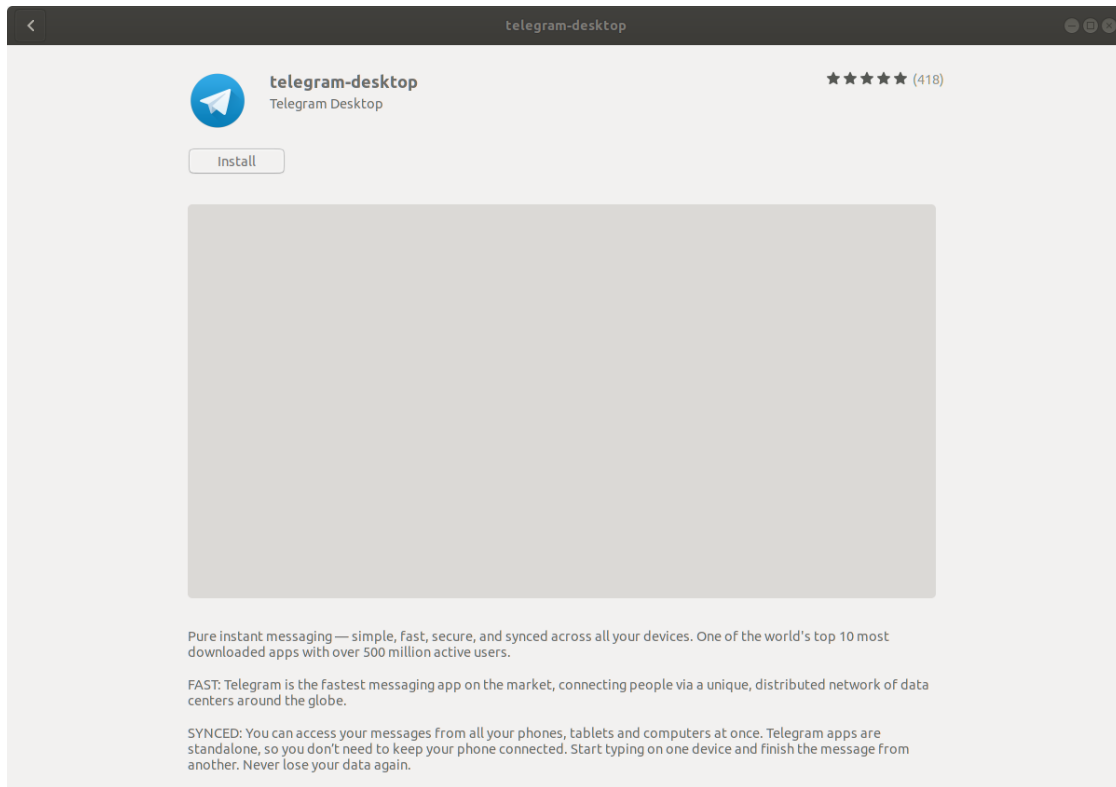 telegram-desktop
telegram-desktop
(418)
Telegram Desktop
Install
Pure instant messaging — simple, fast, secure, and synced across all your devices. One of the world's top 10 most
downloaded apps with over 500 million active users.
FAST: Telegram is the fastest messaging app on the market, connecting people via a unique, distributed network of data
centers around the globe.
SYNCED: You can access your messages from all your phones, tablets and computers at once. Telegram apps are
standalone, so you don’t need to keep your phone connected. Start typing on one device and finish the message from
another. Never lose your data again.